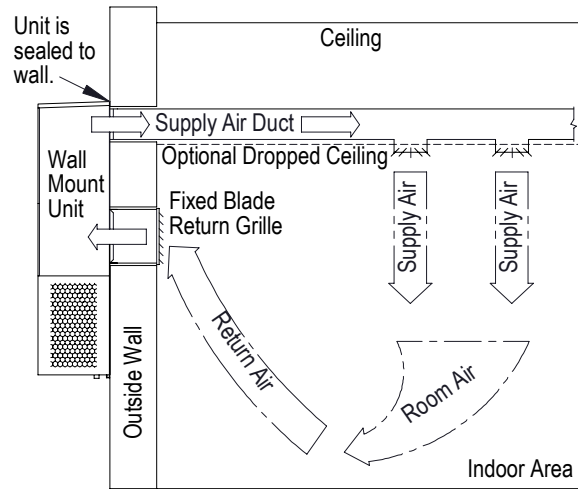 Unit is
sealed to
wall.
Ceiling
Supply Air Duct
Optional Dropped Ceiling
Wall
Mount
Unit
Fixed Blade
Return Grille
Supply Air
Supply Air
Return Air
Room Air
Outside Wall
Indoor Area